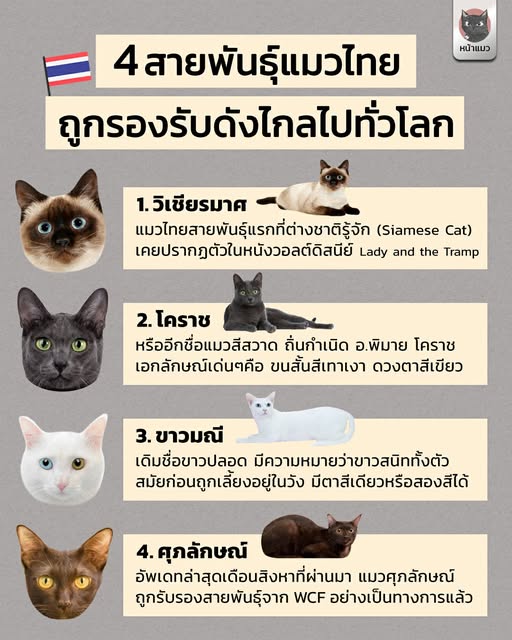 หน้าแมว
4 สายพันธุ์แมวไทย
ถูกรองรับดังไกลไปทั่วโลก
1. วิเชียรมาศ
แมวไทยสายพันธุ์แรกที่ต่างชาติรู้จัก (Siamese Cat)
เคยปรากฏตัวในหนังวอลต์ดิสนีย์ Lady and the Tramp
2. โคราช
หรืออีกชื่อแมวสีสวาด ถิ่นกำเนิด อ.พิมาย โคราช
เอกลักษณ์เด่นๆคือ ขนสั้นสีเทาเงา ดวงตาสีเขียว
3. ขาวมณี
เดิมชื่อขาวปลอด มีความหมายว่าขาวสนิททั้งตัว
สมัยก่อนถูกเลี้ยงอยู่ในวัง มีตาสีเดียวหรือสองสีได้
4. ศุภลักษณ์
อัพเดทล่าสุดเดือนสิงหาที่ผ่านมา แมวศุภลักษณ์
ถูกรับรองสายพันธุ์จาก WCF อย่างเป็นทางการแล้ว